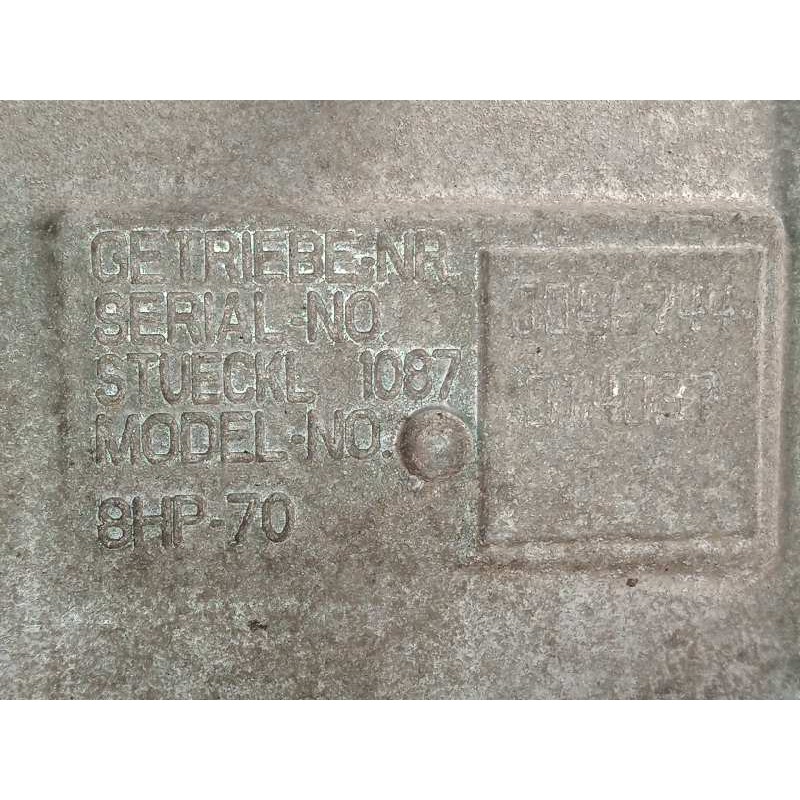 GETRIEBE-NR.
SERIAL-NO.
STUECKL 1087
MODEL-NO.
8HP-70